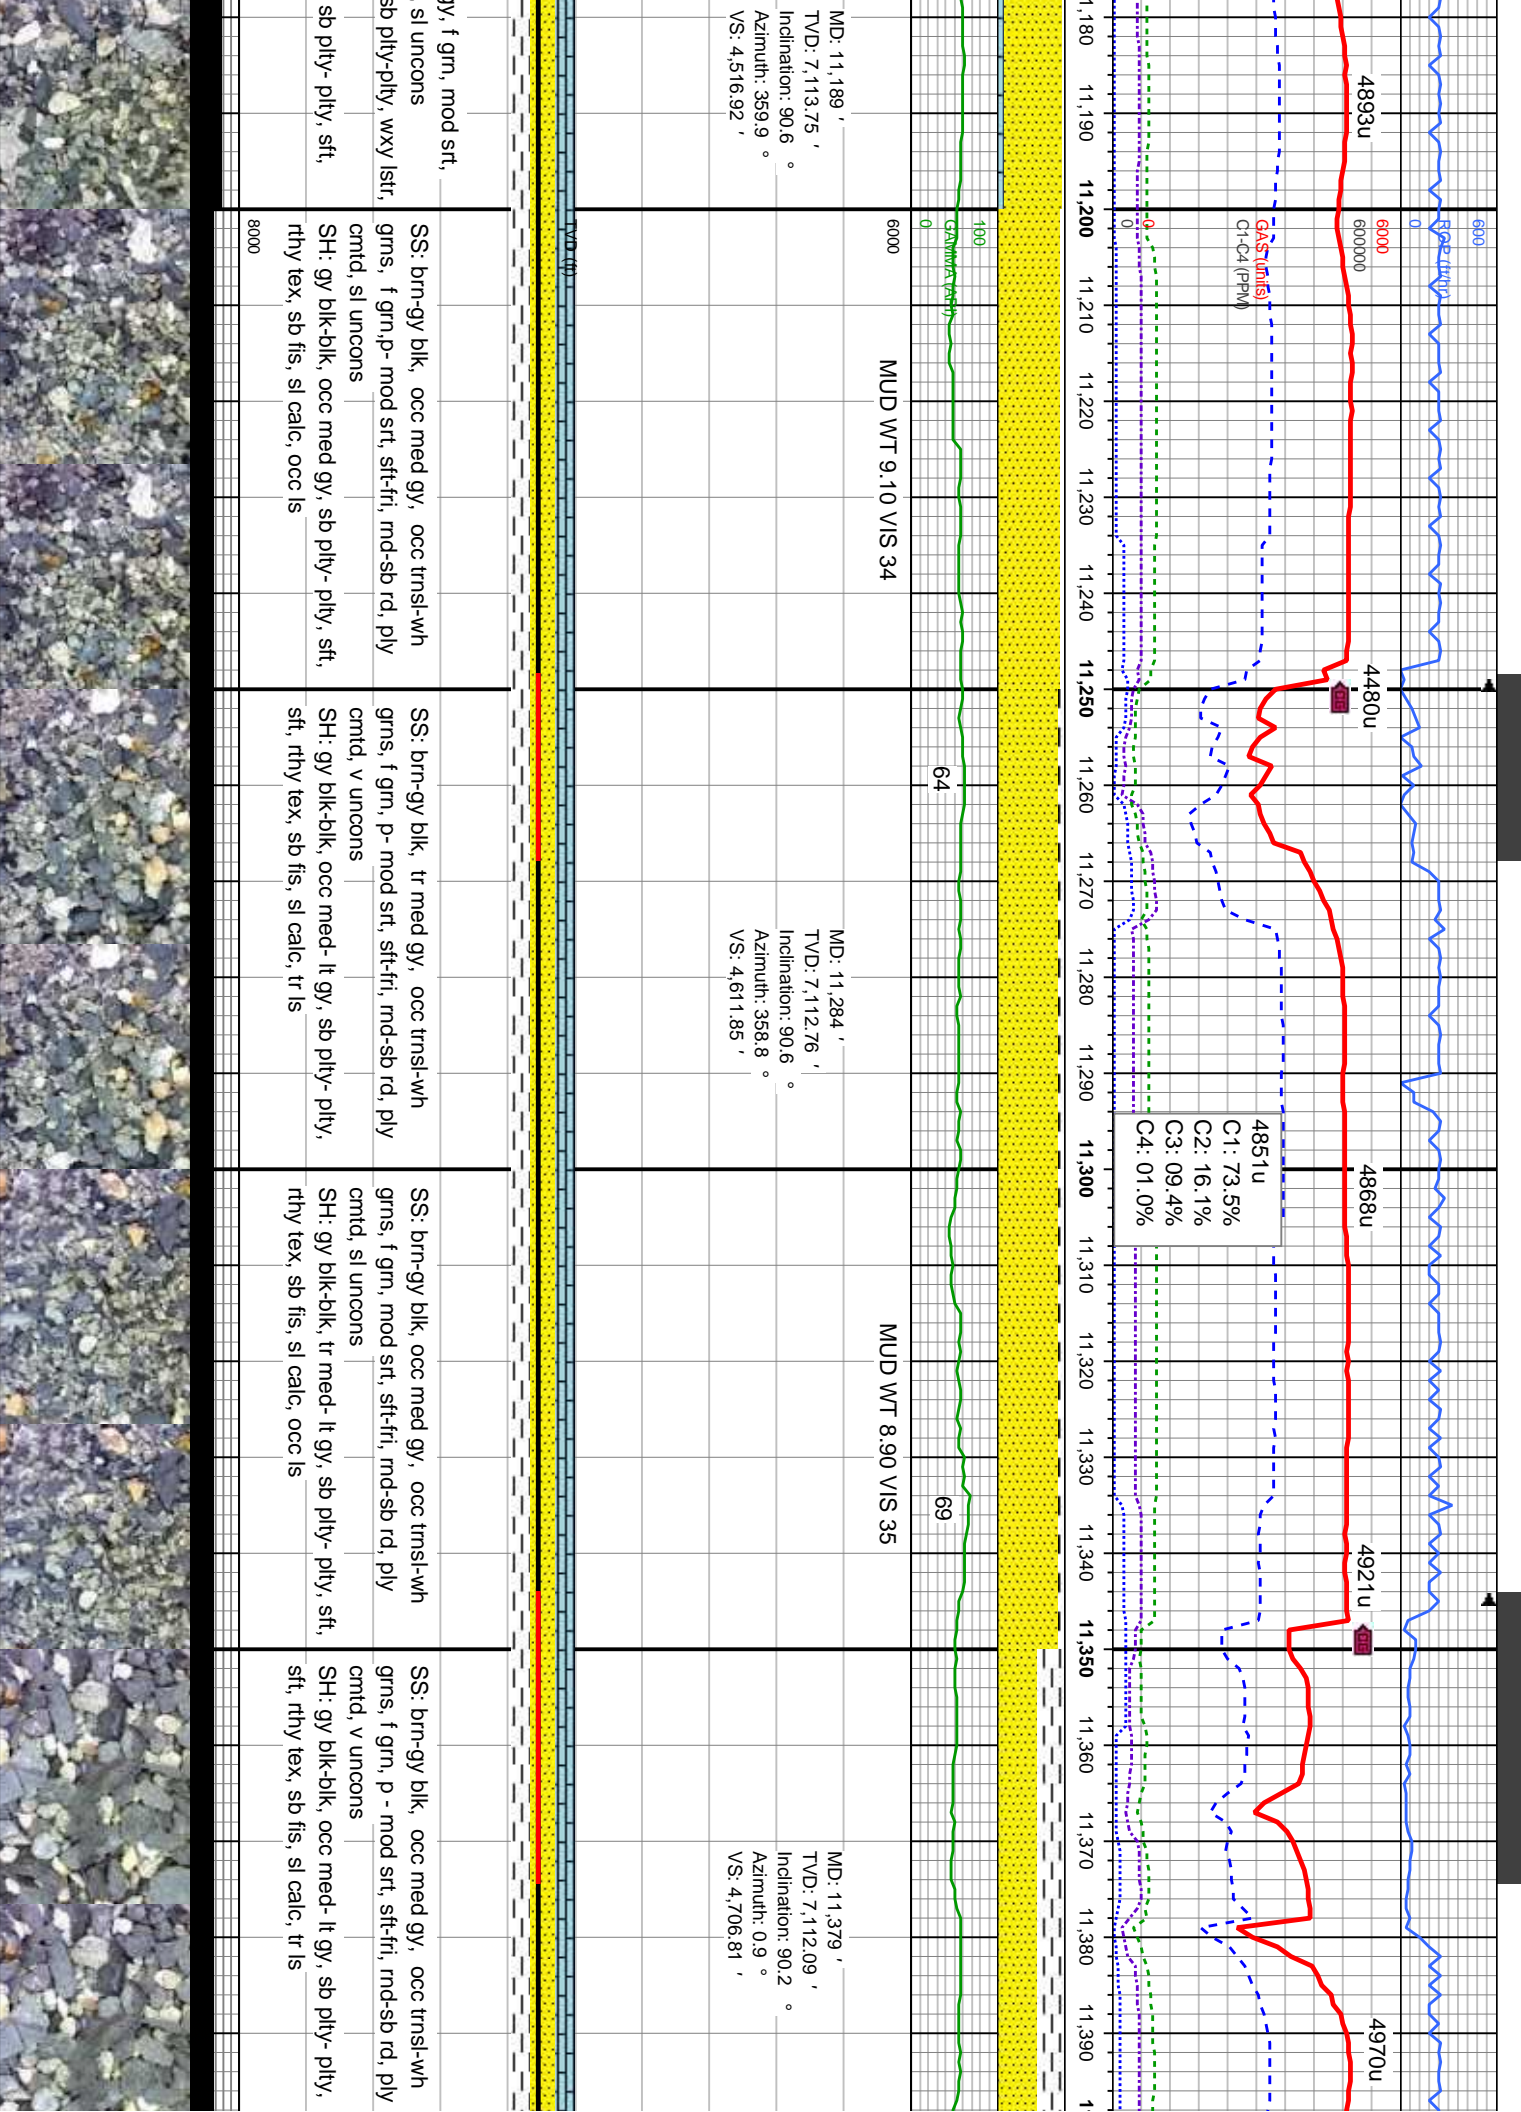 1,180
11,190
11,200
11,210
11,220
11,230
11,240
11,250
11,260
11,270
11,280
11,290
11,300
11,310
11,320
11,330
11,340
11,350
11,360
11,370
11,380
11,390
600
ROP (ft/hr)
0
6000
600000
GAS (units)
C1-C4 (PPM)
0
0
4893u
4480u
4868u
4921u
4970u
4851u
C1: 73.5%
C2: 16.1%
C3: 09.4%
C4: 01.0%
100
GAMMA (API)
0
64
69
6000
TVD (ft)
8000
MUD WT 9.10 VIS 34
MUD WT 8.90 VIS 35
MD: 11,189 '
TVD: 7,113.75 '
Inclination: 90.6 °
Azimuth: 359.9 °
VS: 4,516.92 '
MD: 11,284 '
TVD: 7,112.76 '
Inclination: 90.6 °
Azimuth: 358.8 °
VS: 4,611.85 '
MD: 11,379 '
TVD: 7,112.09 '
Inclination: 90.2 °
Azimuth: 0.9 °
VS: 4,706.81 '
gy, f grn, mod srt,
, sl uncons
sb plty-plty, wxy lstr,
sb plty- plty, sft,
SS: brn-gy blk, occ med gy, occ trnsl-wh
grns, f grn,p- mod srt, sft-fri, rnd-sb rd, ply
cmtd, sl uncons
SH: gy blk-blk, occ med gy, sb plty- plty, sft,
rthy tex, sb fis, sl calc, occ ls
SS: brn-gy blk, tr med gy, occ trnsl-wh
grns, f grn, p- mod srt, sft-fri, rnd-sb rd, ply
cmtd, v uncons
SH: gy blk-blk, occ med- lt gy, sb plty- plty,
sft, rthy tex, sb fis, sl calc, tr ls
SS: brn-gy blk, occ med gy, occ trnsl-wh
grns, f grn, mod srt, sft-fri, rnd-sb rd, ply
cmtd, sl uncons
SH: gy blk-blk, tr med- lt gy, sb plty- plty, sft,
rthy tex, sb fis, sl calc, occ ls
SS: brn-gy blk, occ med gy, occ trnsl-wh
grns, f grn, p - mod srt, sft-fri, rnd-sb rd, ply
cmtd, v uncons
SH: gy blk-blk, occ med- lt gy, sb plty- plty,
sft, rthy tex, sb fis, sl calc, tr ls